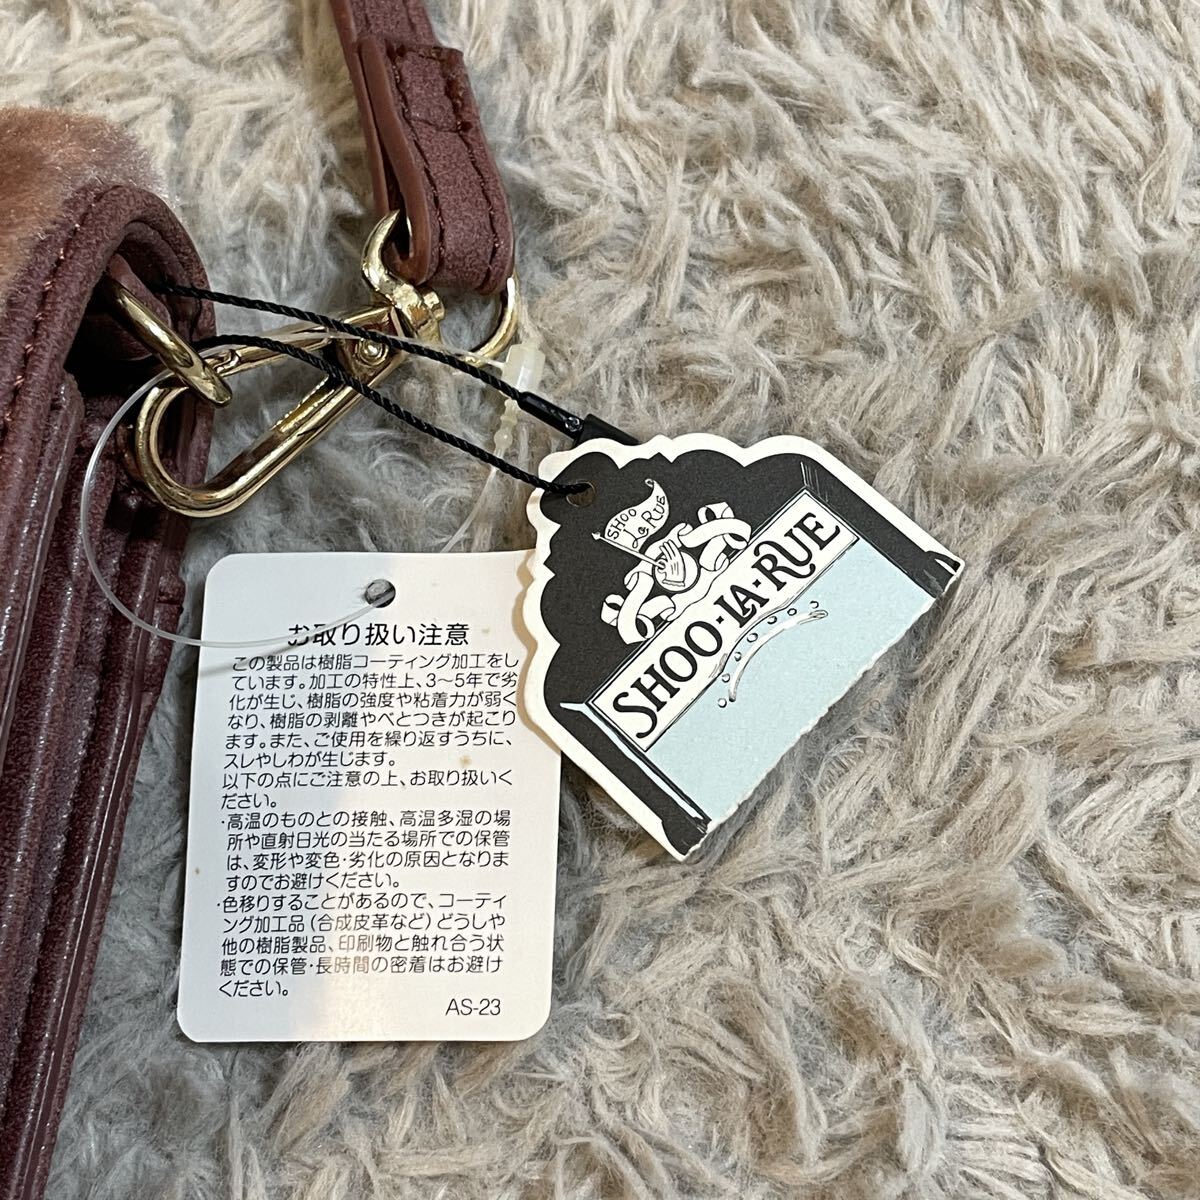 お取り扱い注意
この製品は樹脂コーティング加工をし
ています。加工の特性上、3〜5年で劣
化が生じ、樹脂の強度や粘着力が弱く
なり、樹脂の剥離やべとつきが起こり
ます。また、ご使用を繰り返すうちに、
スレやしわが生じます。
以下の点にご注意の上、お取り扱いく
ださい。
・高温のものとの接触、高温多湿の場
所や直射日光の当たる場所での保管
は、変形や変色・劣化の原因となりま
すのでお避けください。
・色移りすることがあるので、コーティ
ング加工品（合成皮革など）どうしや
他の樹脂製品、印刷物と触れ合う状
態での保管・長時間の密着はお避け
ください。
AS-23
SHOO
La RUE
SHOO·LA·RUE